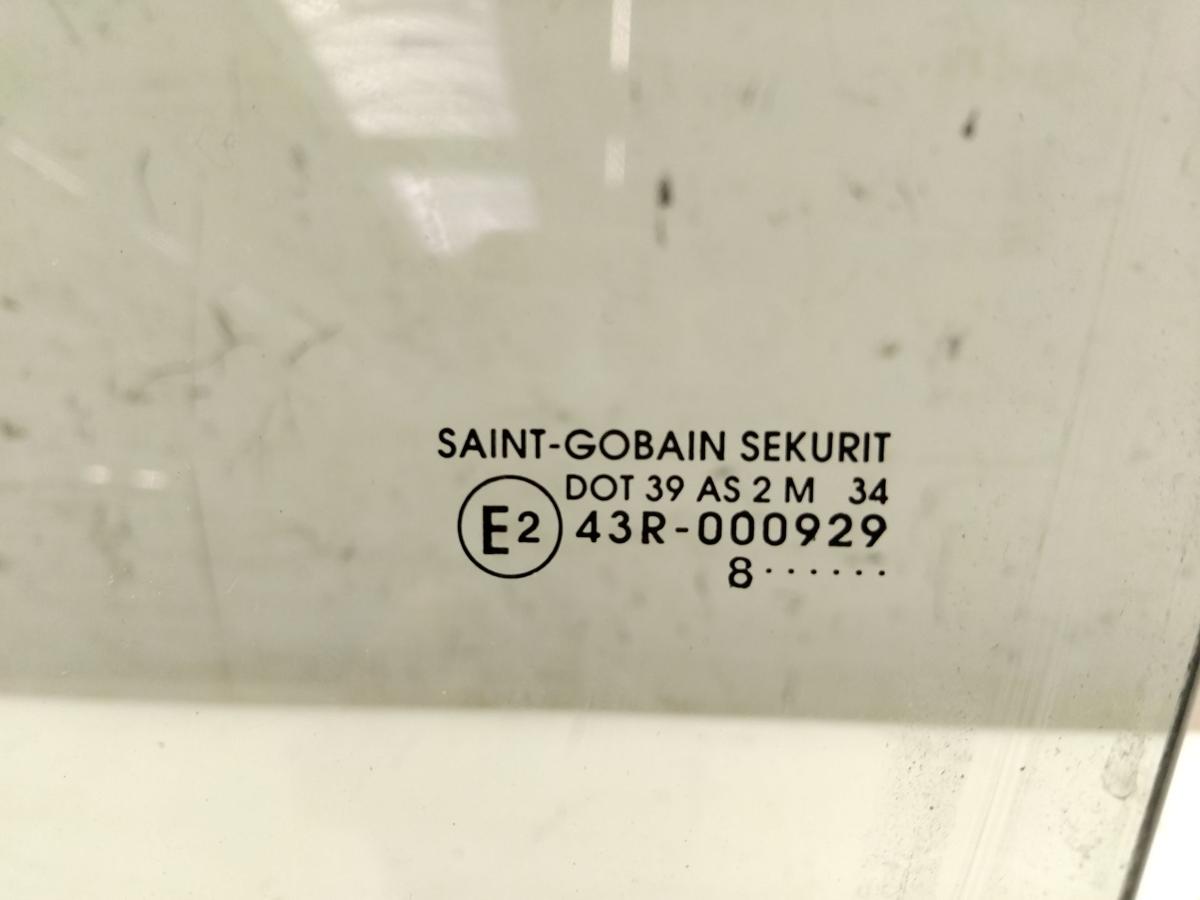 SAINT-GOBAIN SEKURIT
DOT 39 AS 2 M 34
E2 43R-000929
8······